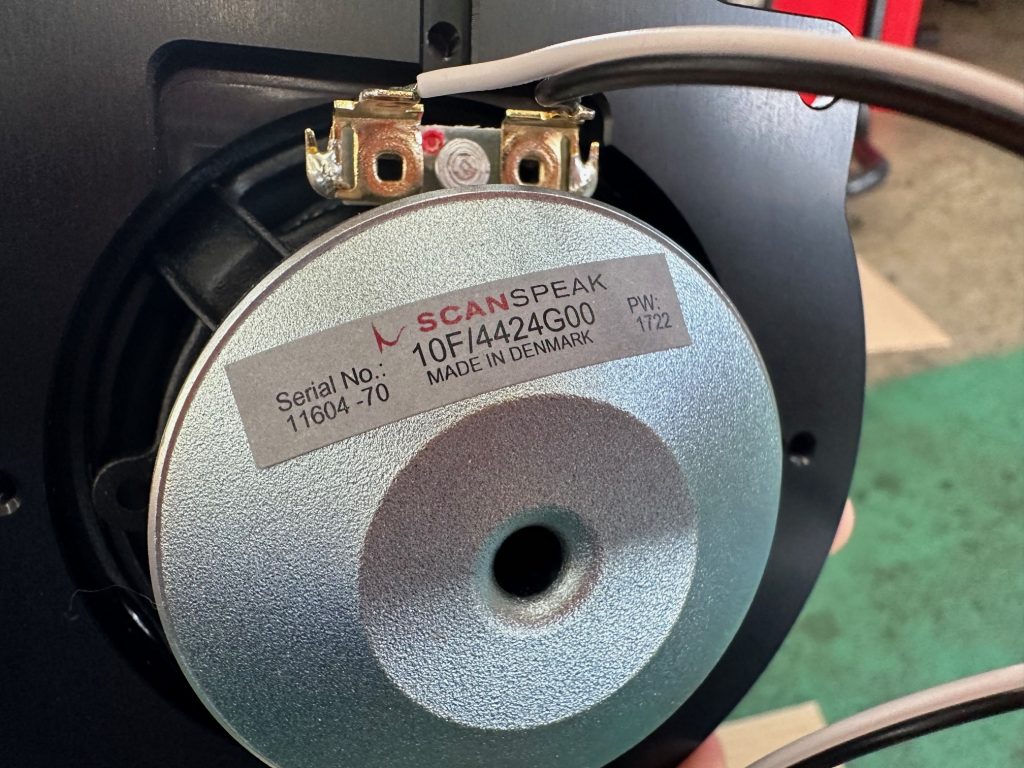 SCANSPEAK
10F/4424G00
MADE IN DENMARK
Serial No.:
11604 -70
PW:
1722